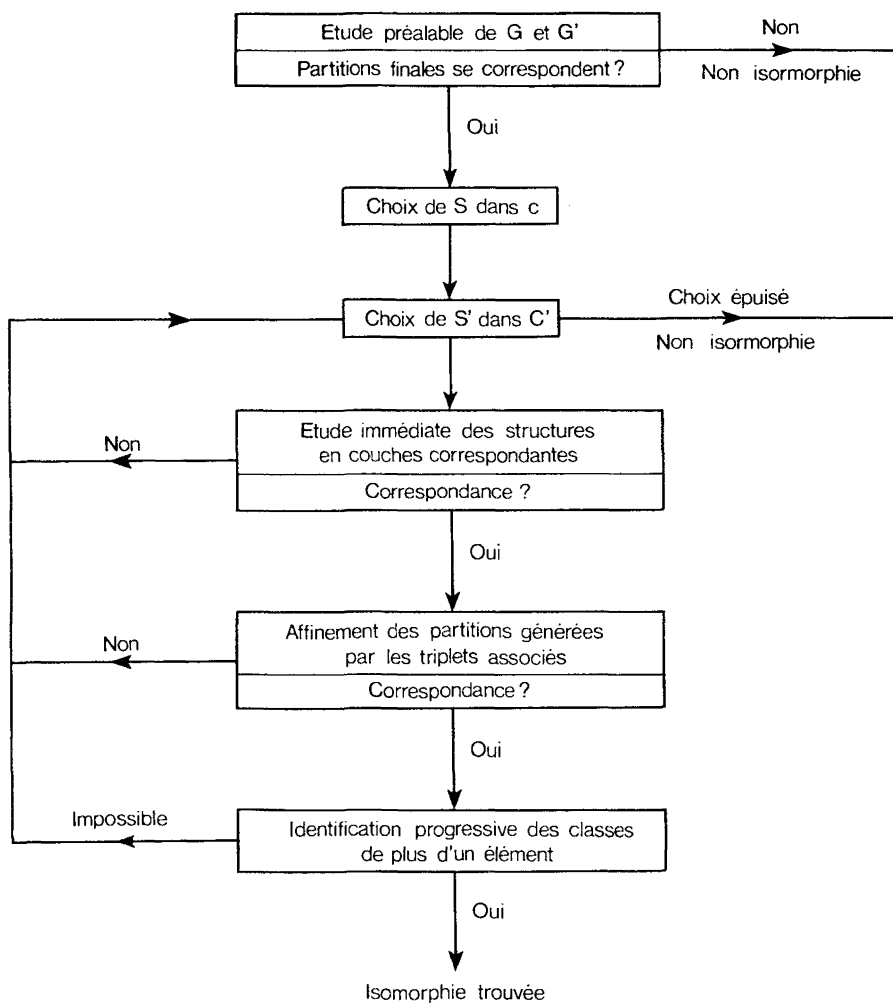 Etude préalable de G et G'
Non
Partitions finales se correspondent ?
Non isormorphie
Oui
Choix de S dans c
Choix épuisé
Choix de S' dans C'
Non isormorphie
Etude immédiate des structures
en couches correspondantes
Non
Correspondance ?
Oui
Affinement des partitions générées
par les triplets associés
Non
Correspondance ?
Oui
Impossible
Identification progressive des classes
de plus d'un élément
Oui
Isomorphie trouvée